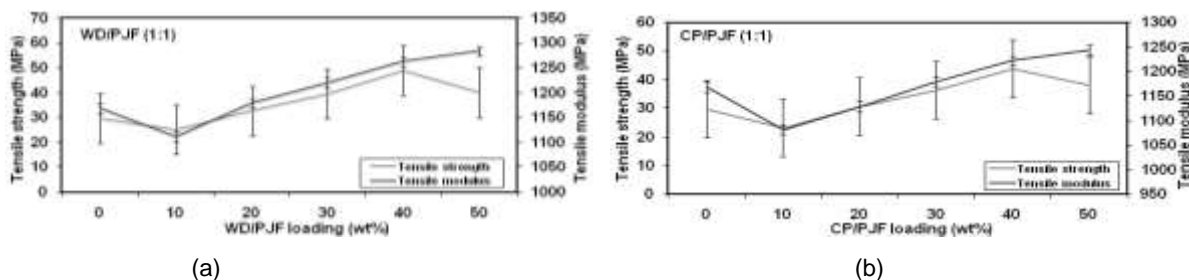 WD/PJF (1:1)
Tensile strength (MPa)
70
60
50
40
30
20
10
0
1350
1300
1250
1200
1150
1100
1050
1000
Tensile modulus (MPa)
Tensile strength
Tensile modulus
0 10 20 30 40 50
WD/PJF loading (wt%)
(a)
CP/PJF (1:1)
Tensile strength (MPa)
60
50
40
30
20
10
0
1300
1250
1200
1150
1100
1050
1000
950
Tensile modulus (MPa)
Tensile strength
Tensile modulus
0 10 20 30 40 50
CP/PJF loading (wt%)
(b)